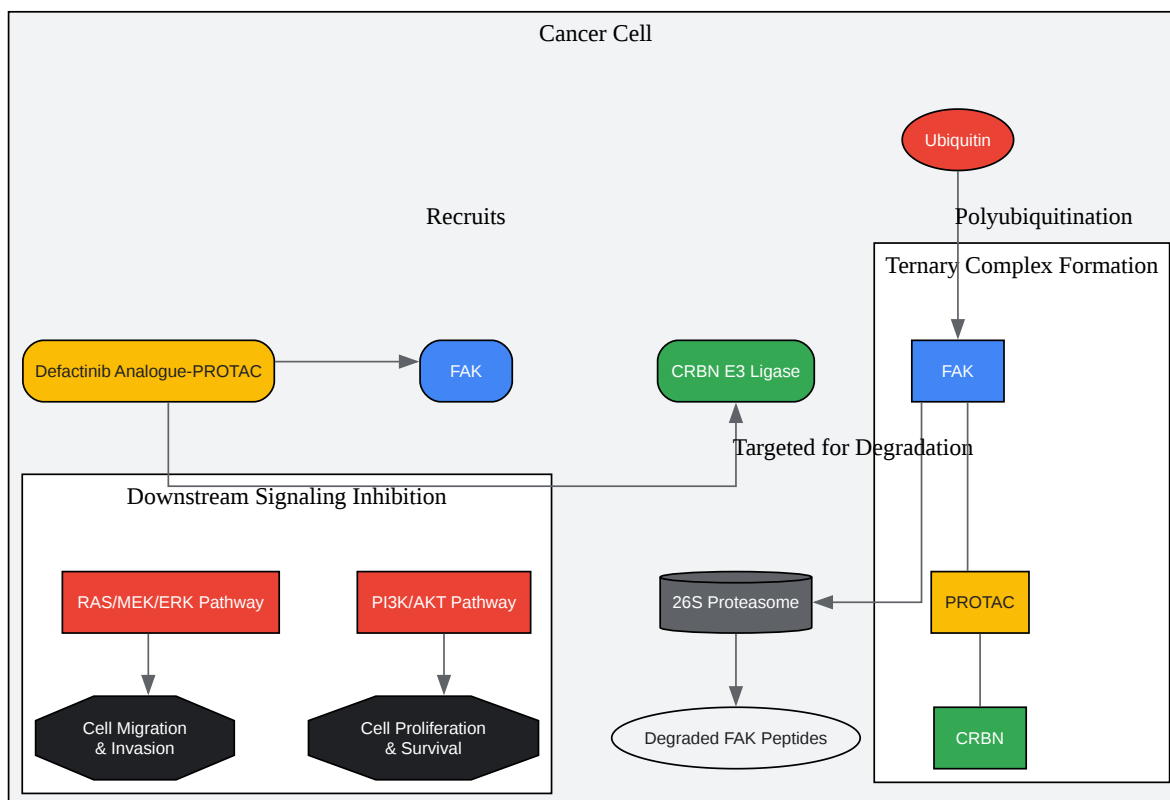 Cancer Cell
Ubiquitin
Recruits
Polyubiquitination
Ternary Complex Formation
Defactinib Analogue-PROTAC
FAK
CRBN E3 Ligase
FAK
Targeted for Degradation
Downstream Signaling Inhibition
RAS/MEK/ERK Pathway
PI3K/AKT Pathway
26S Proteasome
PROTAC
Cell Migration
& Invasion
Cell Proliferation
& Survival
Degraded FAK Peptides
CRBN